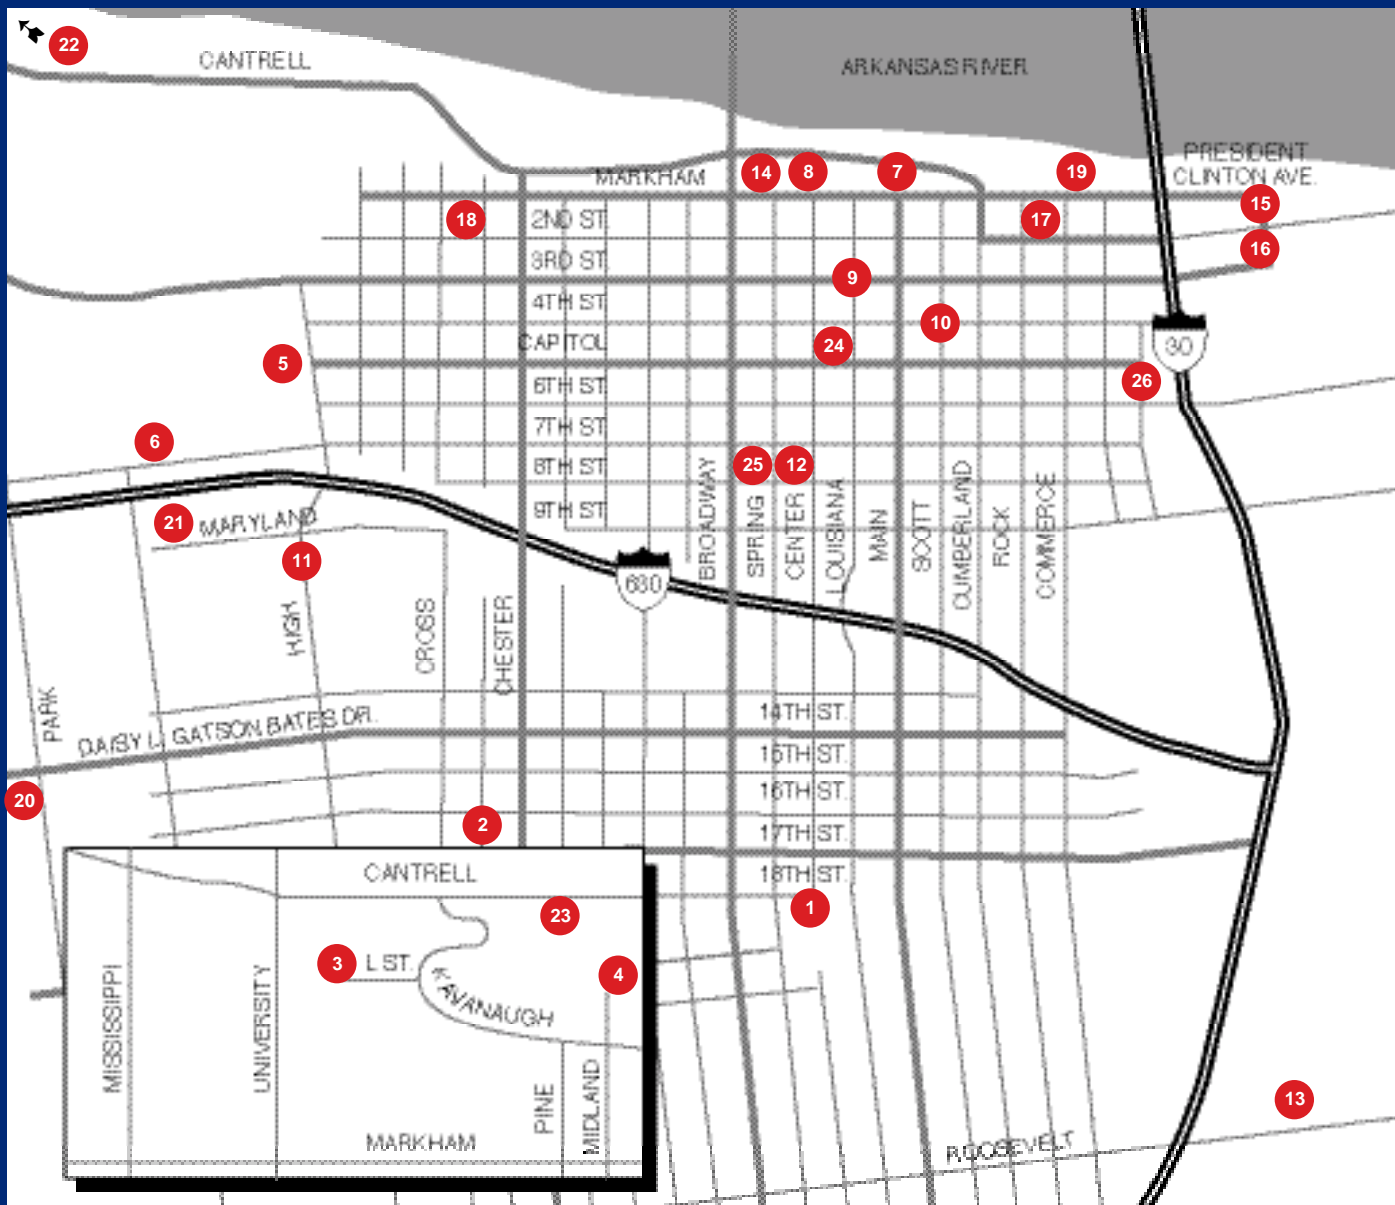 22
CANTRELL
ARKANSAS RIVER
PRESIDENT
CLINTON AVE.
MARKHAM
14
8
7
19
15
18
2ND ST
17
16
3RD ST
9
4TH ST
10
CAPITOL
24
30
5
6TH ST
26
7TH ST
6
8TH ST
25
12
9TH ST
21
MARYLAND
BROADWAY
SPRING
CENTER
LOUISIANA
MAIN
SCOTT
CUMBERLAND
ROCK
COMMERCE
11
630
HIGH
CROSS
CHESTER
PARK
14TH ST.
DAISY L. GATSON BATES DR.
15TH ST.
16TH ST.
20
2
17TH ST.
18TH ST.
1
CANTRELL
23
3
L ST.
4
KAVANAUGH
MISSISSIPPI
UNIVERSITY
PINE
MIDLAND
MARKHAM
13
ROOSEVELT